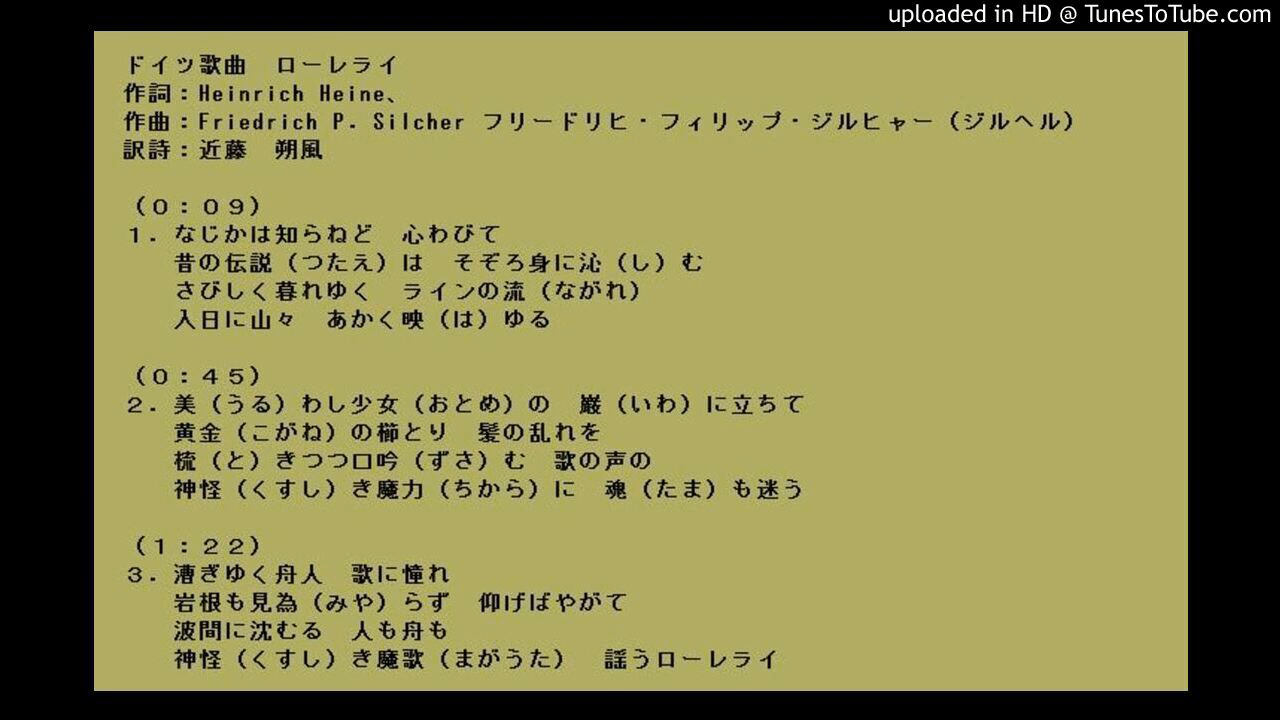 uploaded in HD @ TunesToTube.com
ドイツ歌曲　ローレライ
作詞：Heinrich Heine、
作曲：Friedrich P. Silcher フリードリヒ・フィリップ・ジルヒャー（ジルヘル）
訳詩：近藤　朔風
（０：０９）
１．なじかは知らねど　心わびて
昔の伝説（つたえ）は　そぞろ身に沁（し）む
さびしく暮れゆく　ラインの流（ながれ）
入日に山々　あかく映（は）ゆる
（０：４５）
２．美（うる）わし少女（おとめ）の　巌（いわ）に立ちて
黄金（こがね）の櫛とり　髪の乱れを
梳（と）きつつ口吟（ずさ）む　歌の声の
神怪（くすし）き魔力（ちから）に　魂（たま）も迷う
（１：２２）
３．漕ぎゆく舟人　歌に憧れ
岩根も見為（みや）らず　仰げばやがて
波間に沈むる　人も舟も
神怪（くすし）き魔歌（まがうた）　謡うローレライ